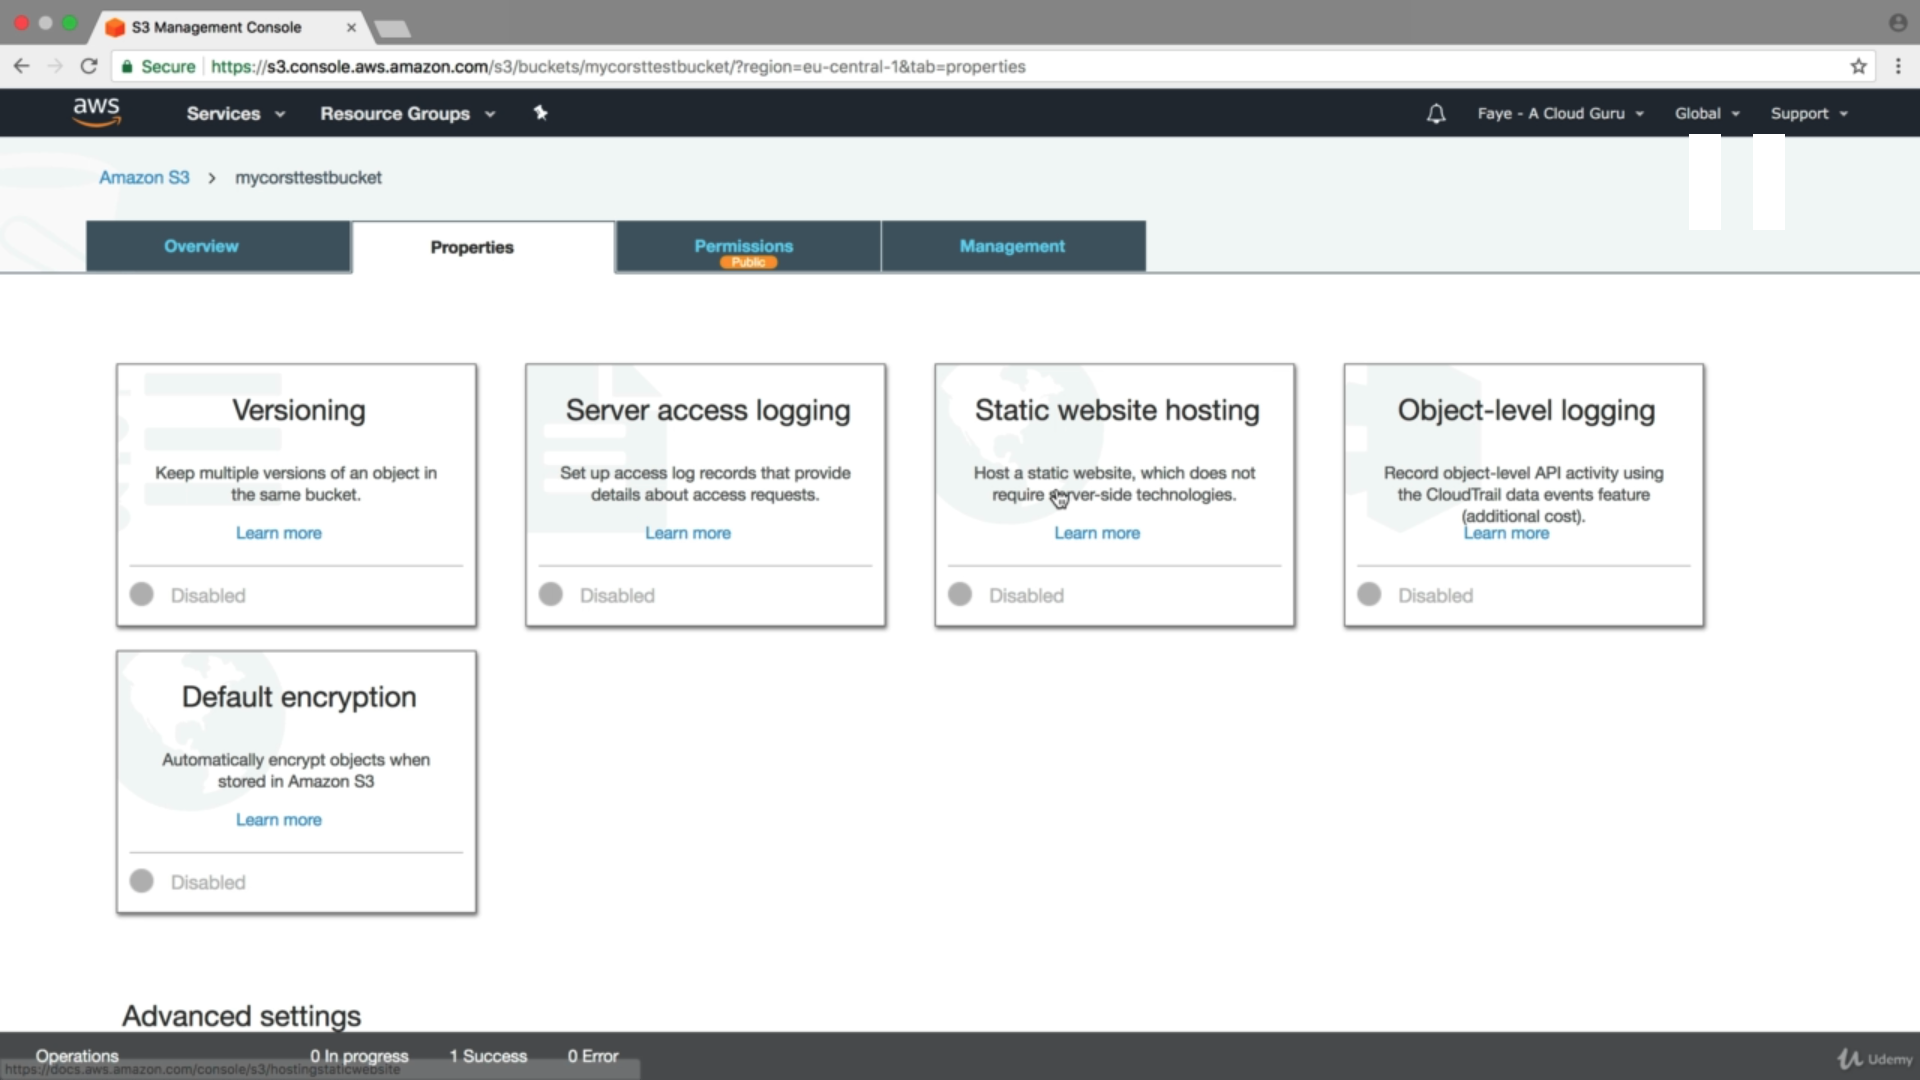 S3 Management Console
Secure https://s3.console.aws.amazon.com/s3/buckets/mycorsttestbucket/?region=eu-central-1&tab=properties
aws Services Resource Groups Faye - A Cloud Guru Global Support
Amazon S3 > mycorsttestbucket
Overview Properties Permissions Management
Public
Versioning
Keep multiple versions of an object in
the same bucket.
Learn more
Disabled
Server access logging
Set up access log records that provide
details about access requests.
Learn more
Disabled
Static website hosting
Host a static website, which does not
require server-side technologies.
Learn more
Disabled
Object-level logging
Record object-level API activity using
the CloudTrail data events feature
(additional cost).
Learn more
Disabled
Default encryption
Automatically encrypt objects when
stored in Amazon S3
Learn more
Disabled
Advanced settings
Operations 0 In progress 1 Success 0 Error
https://docs.aws.amazon.com/console/s3/hostingstaticwebsite
Udemy